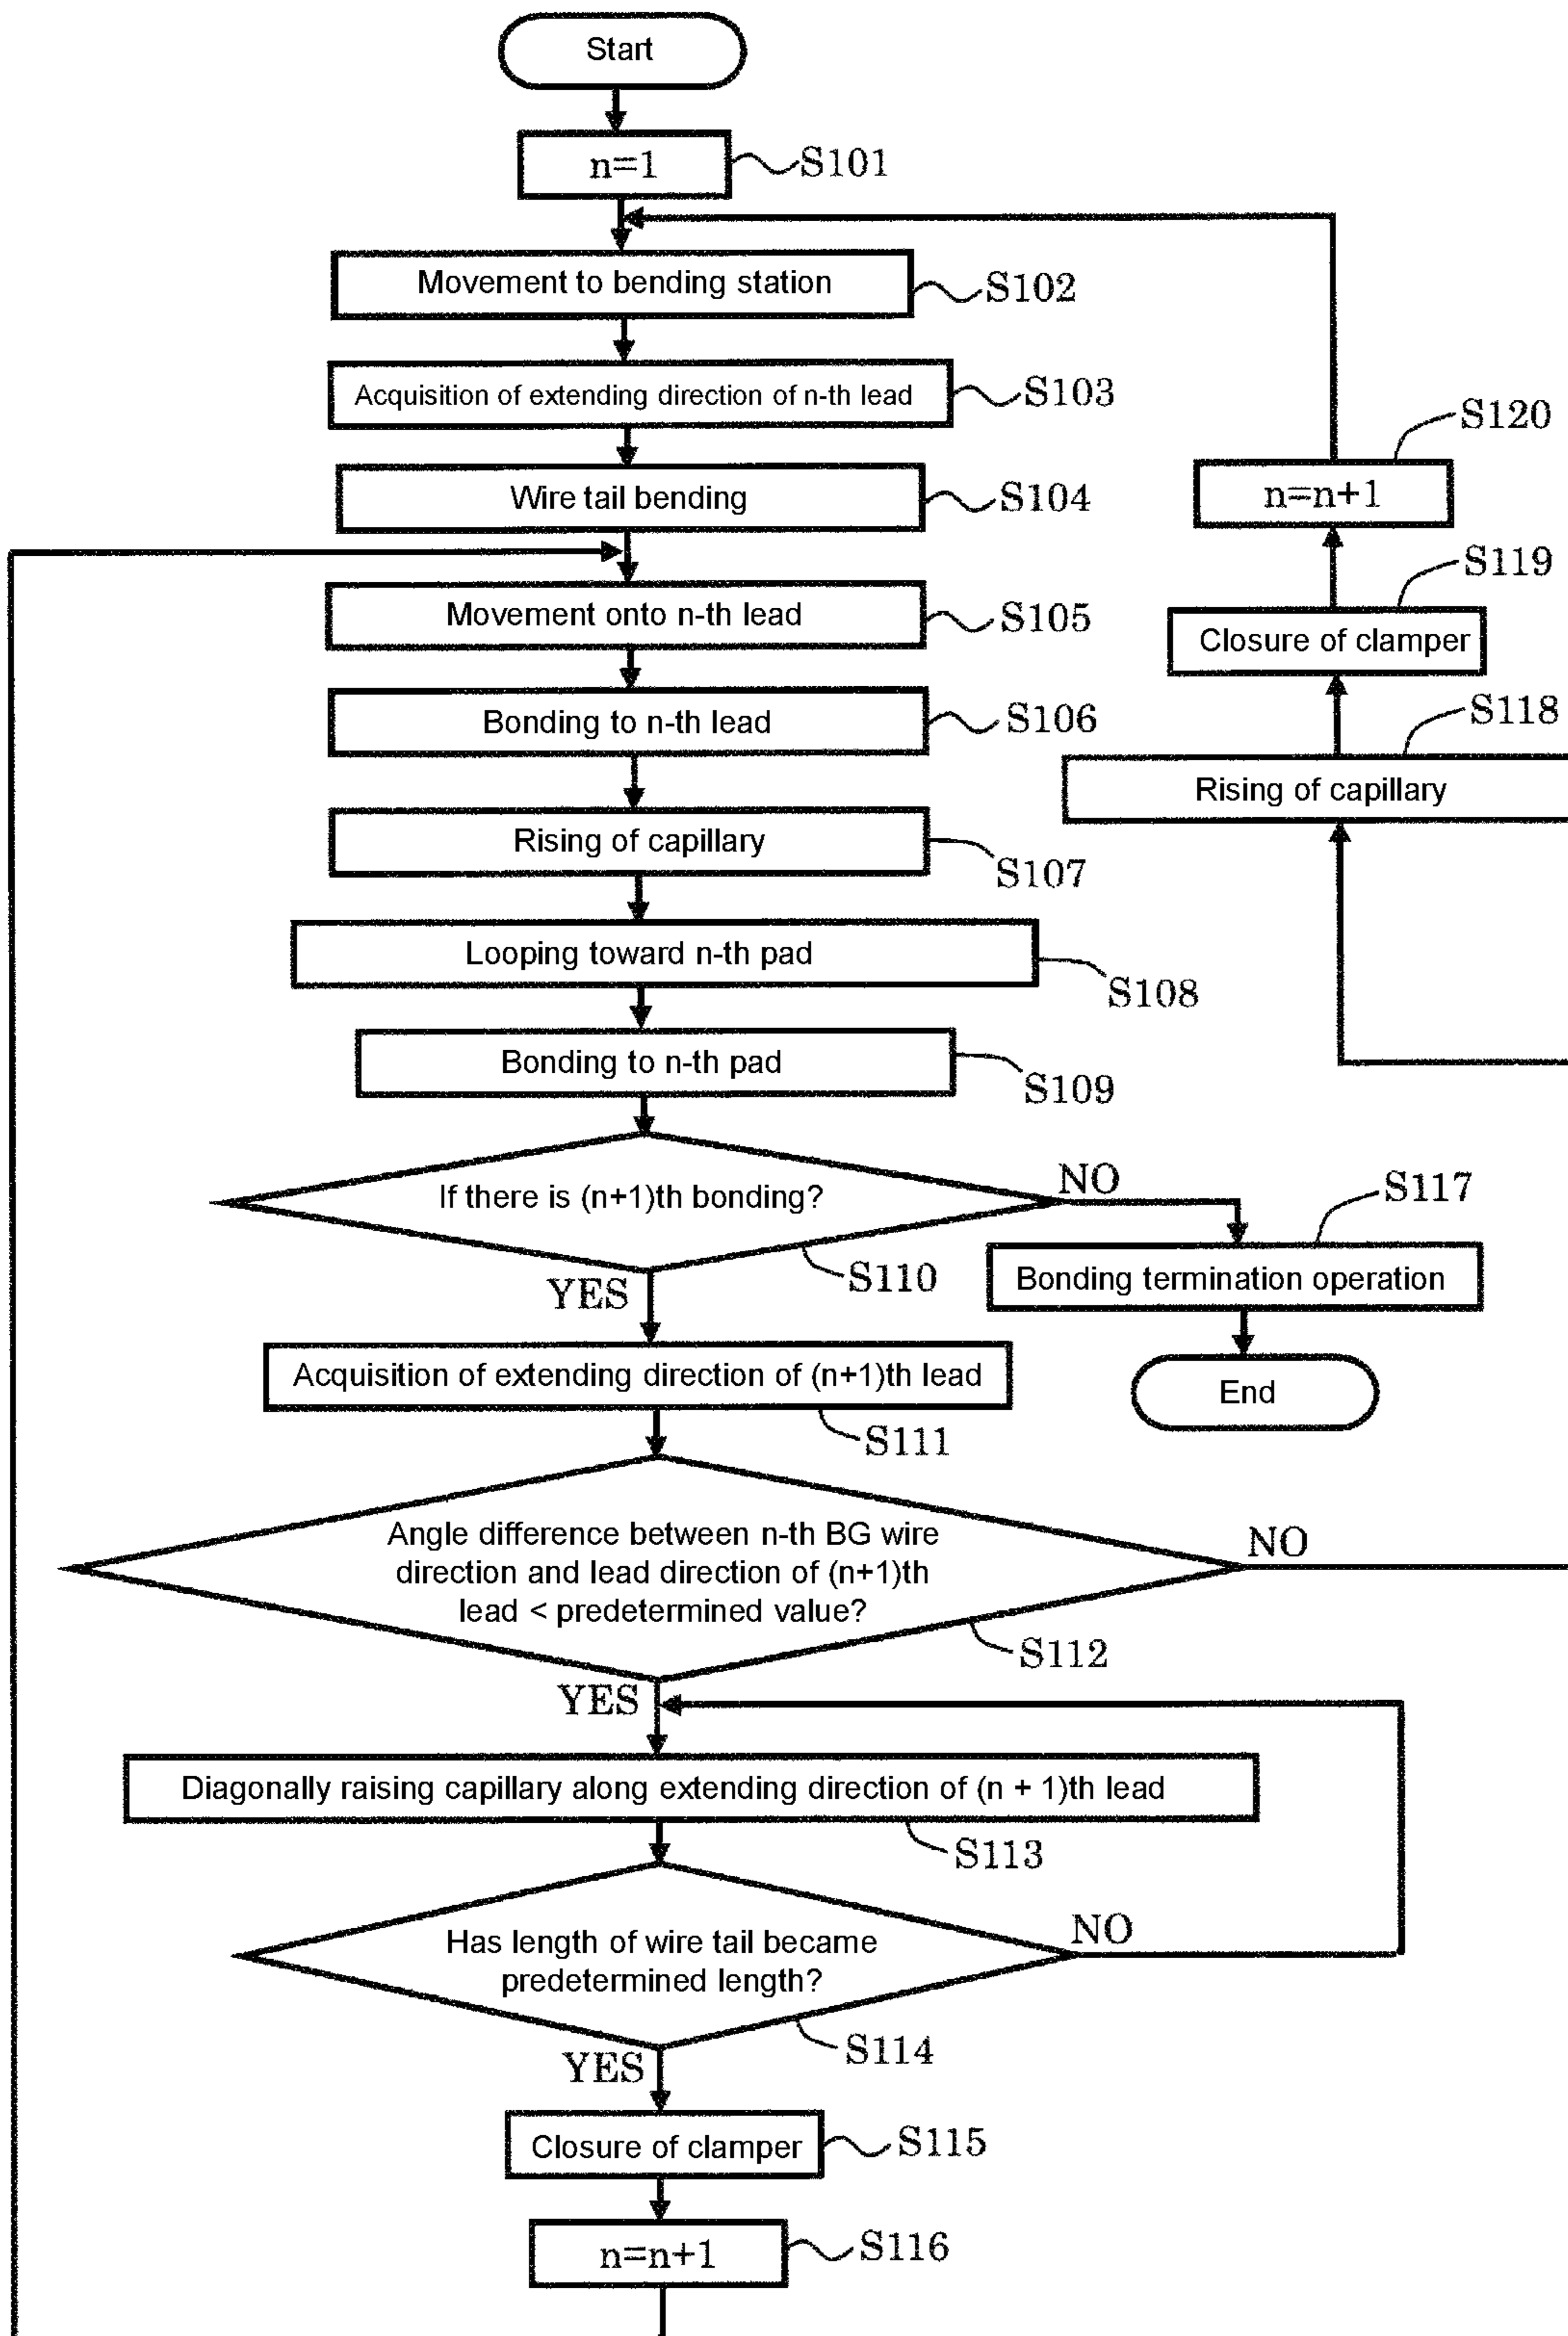 Start
n=1
S101
Movement to bending station
S102
Acquisition of extending direction of n-th lead
S103
Wire tail bending
S104
Movement onto n-th lead
S105
Bonding to n-th lead
S106
Rising of capillary
S107
Looping toward n-th pad
S108
Bonding to n-th pad
S109
If there is (n+1)th bonding?
NO
S110
YES
Acquisition of extending direction of (n+1)th lead
S111
Angle difference between n-th BG wire
direction and lead direction of (n+1)th
lead < predetermined value?
NO
S112
YES
Diagonally raising capillary along extending direction of (n + 1)th lead
S113
Has length of wire tail became
predetermined length?
NO
S114
YES
Closure of clamper
S115
n=n+1
S116
S120
n=n+1
S119
Closure of clamper
S118
Rising of capillary
S117
Bonding termination operation
End